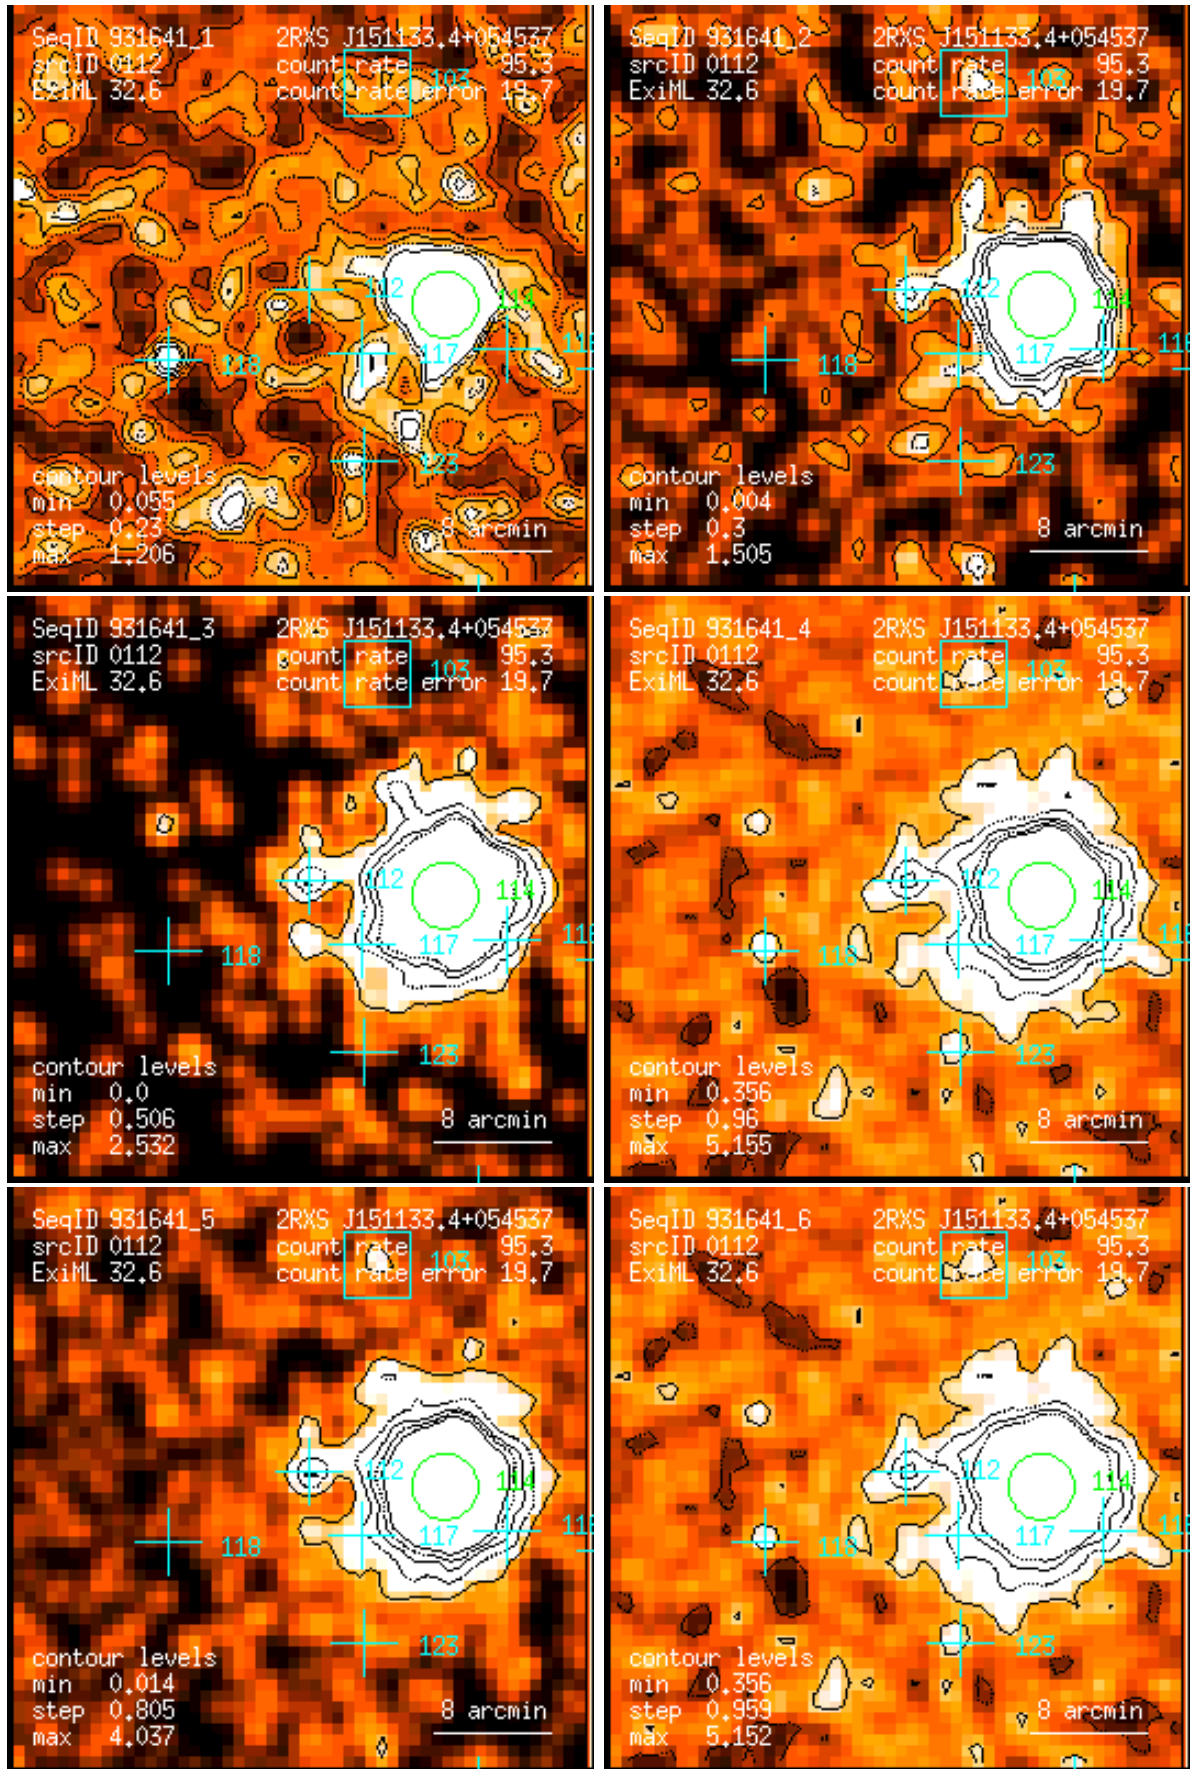 SeqID 931641_1 2RXS J151133.4+054537
srcID 0112 count rate 95.3
ExiML 32.6 count rate error 19.7
103
112
114
117
118
118
123
contour levels
min 0.055
step 0.23
max 1.206
8 arcmin
SeqID 931641_2 2RXS J151133.4+054537
srcID 0112 count rate 95.3
ExiML 32.6 count rate error 19.7
103
112
114
117
118
118
123
contour levels
min 0.004
step 0.3
max 1.505
8 arcmin
SeqID 931641_3 2RXS J151133.4+054537
srcID 0112 count rate 95.3
ExiML 32.6 count rate error 19.7
103
112
114
117
118
118
123
contour levels
min 0.0
step 0.506
max 2.532
8 arcmin
SeqID 931641_4 2RXS J151133.4+054537
srcID 0112 count rate 95.3
ExiML 32.6 count rate error 19.7
103
112
114
117
118
118
123
contour levels
min 0.356
step 0.96
max 5.155
8 arcmin
SeqID 931641_5 2RXS J151133.4+054537
srcID 0112 count rate 95.3
ExiML 32.6 count rate error 19.7
103
112
114
117
118
118
123
contour levels
min 0.014
step 0.805
max 4.037
8 arcmin
SeqID 931641_6 2RXS J151133.4+054537
srcID 0112 count rate 95.3
ExiML 32.6 count rate error 19.7
103
112
114
117
118
118
123
contour levels
min 0.356
step 0.959
max 5.152
8 arcmin